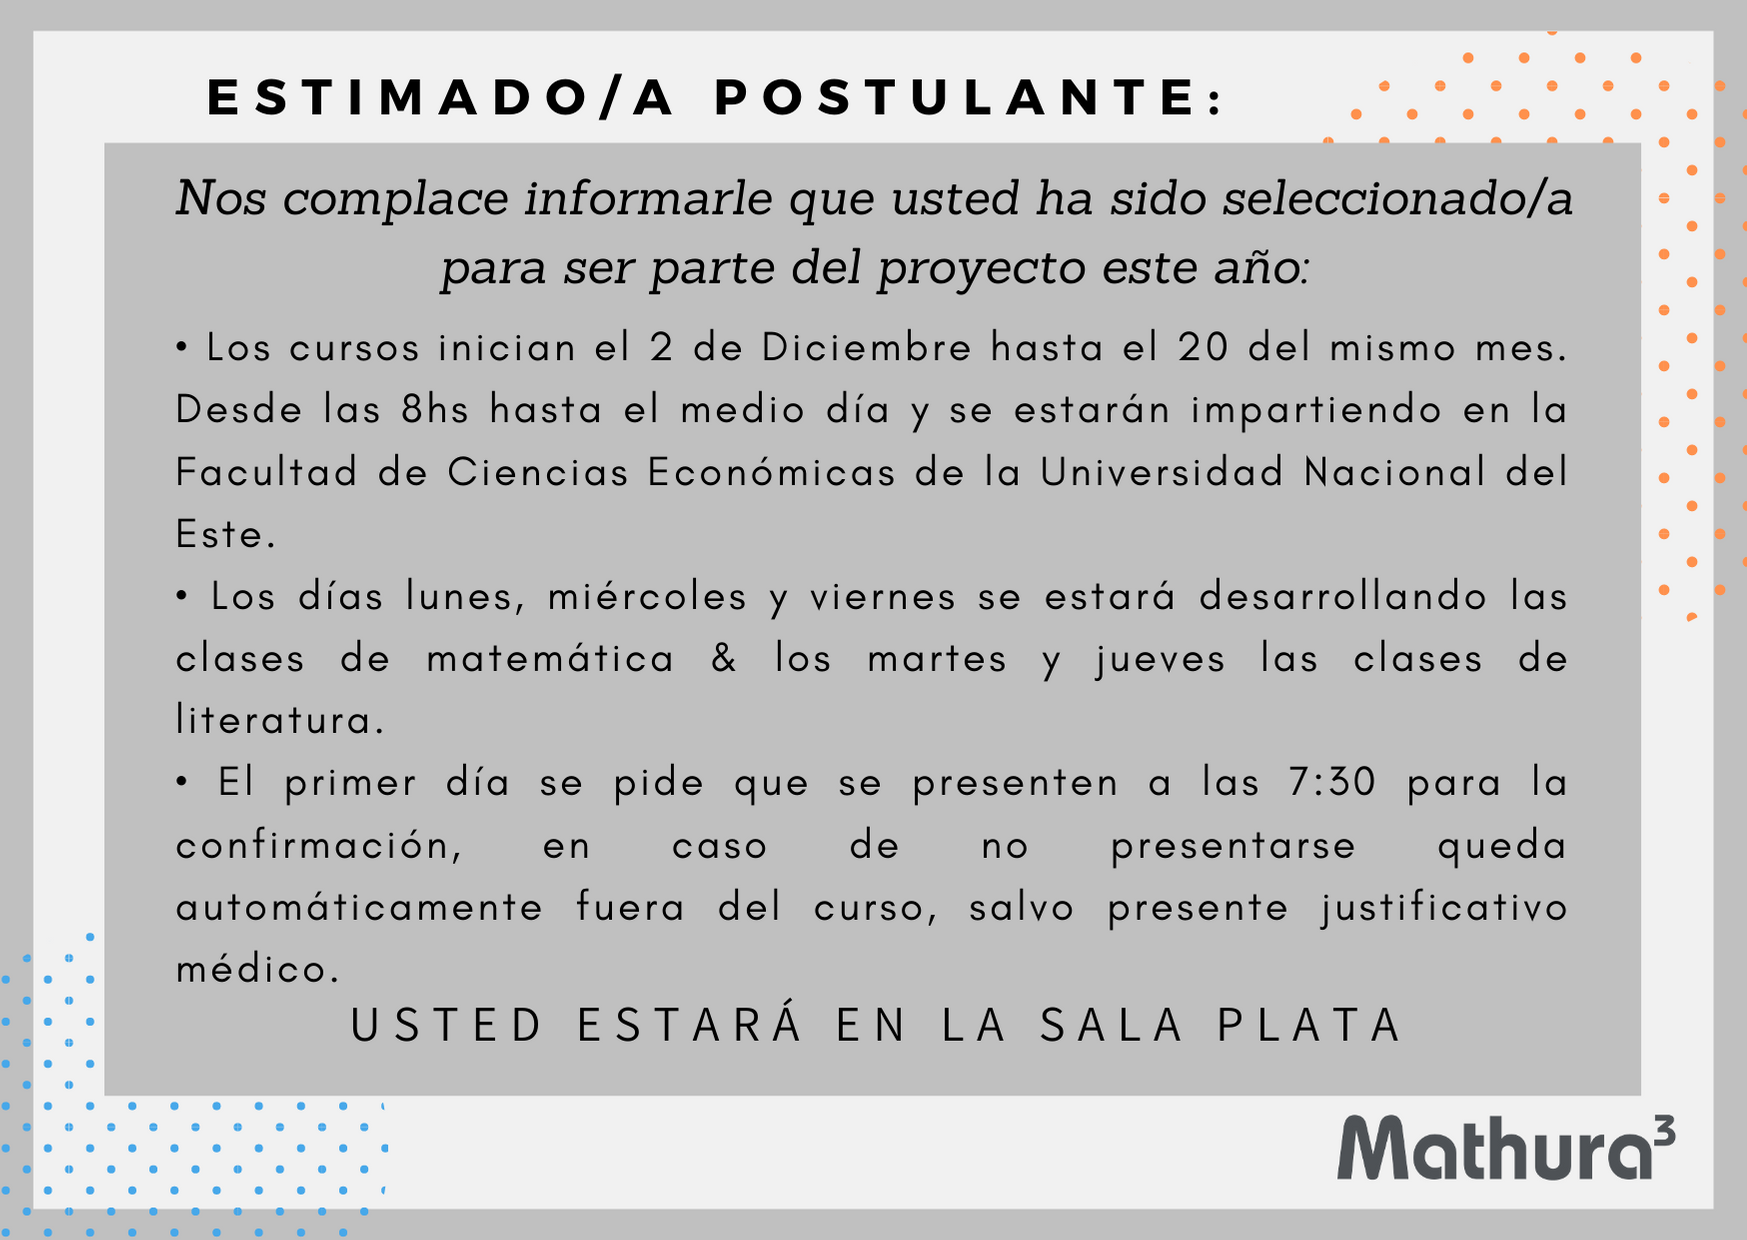 ESTIMADO/A POSTULANTE:
Nos complace informarle que usted ha sido seleccionado/a
para ser parte del proyecto este año:
• Los cursos inician el 2 de Diciembre hasta el 20 del mismo mes.
Desde las 8hs hasta el medio día y se estarán impartiendo en la
Facultad de Ciencias Económicas de la Universidad Nacional del
Este.
• Los días lunes, miércoles y viernes se estará desarrollando las
clases de matemática & los martes y jueves las clases de
literatura.
• El primer día se pide que se presenten a las 7:30 para la
confirmación, en caso de no presentarse queda
automáticamente fuera del curso, salvo presente justificativo
médico.
USTED ESTARÁ EN LA SALA PLATA
Mathura³